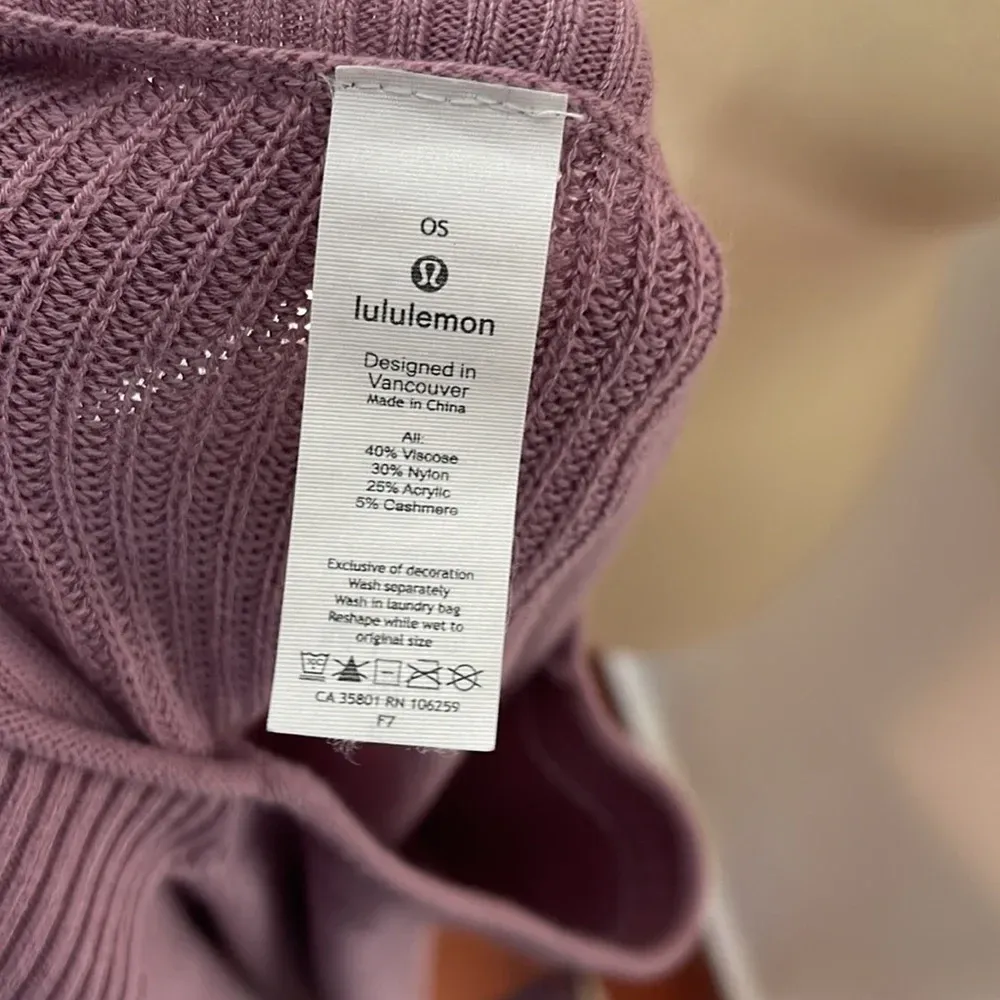 OS
lululemon
Designed in
Vancouver
Made in China
All:
40% Viscose
30% Nylon
25% Acrylic
5% Cashmere
Exclusive of decoration
Wash separately
Wash in laundry bag
Reshape while wet to
original size
30C
CA 35801 RN 106259
F7